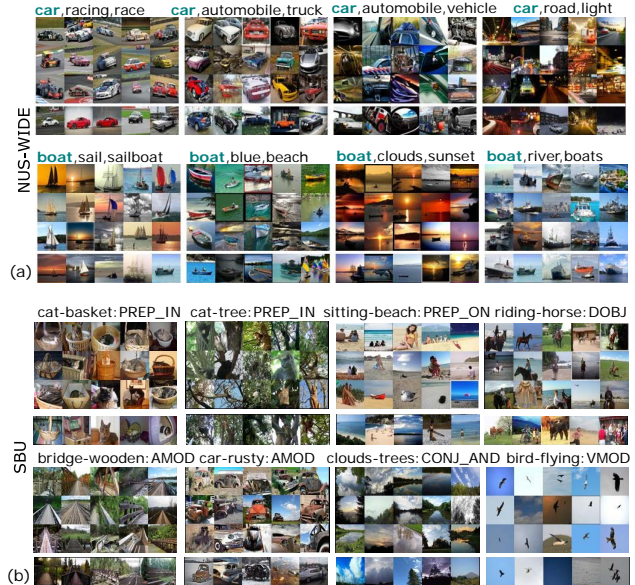 car,racing,race
car,automobile,truck
car,automobile,vehicle
car,road,light
NUS-WIDE
boat,sail,sailboat
boat,blue,beach
boat,clouds,sunset
boat,river,boats
(a)
cat-basket:PREP_IN
cat-tree:PREP_IN
sitting-beach:PREP_ON
riding-horse:DOBJ
SBU
bridge-wooden:AMOD
car-rusty:AMOD
clouds-trees:CONJ_AND
bird-flying:VMOD
(b)